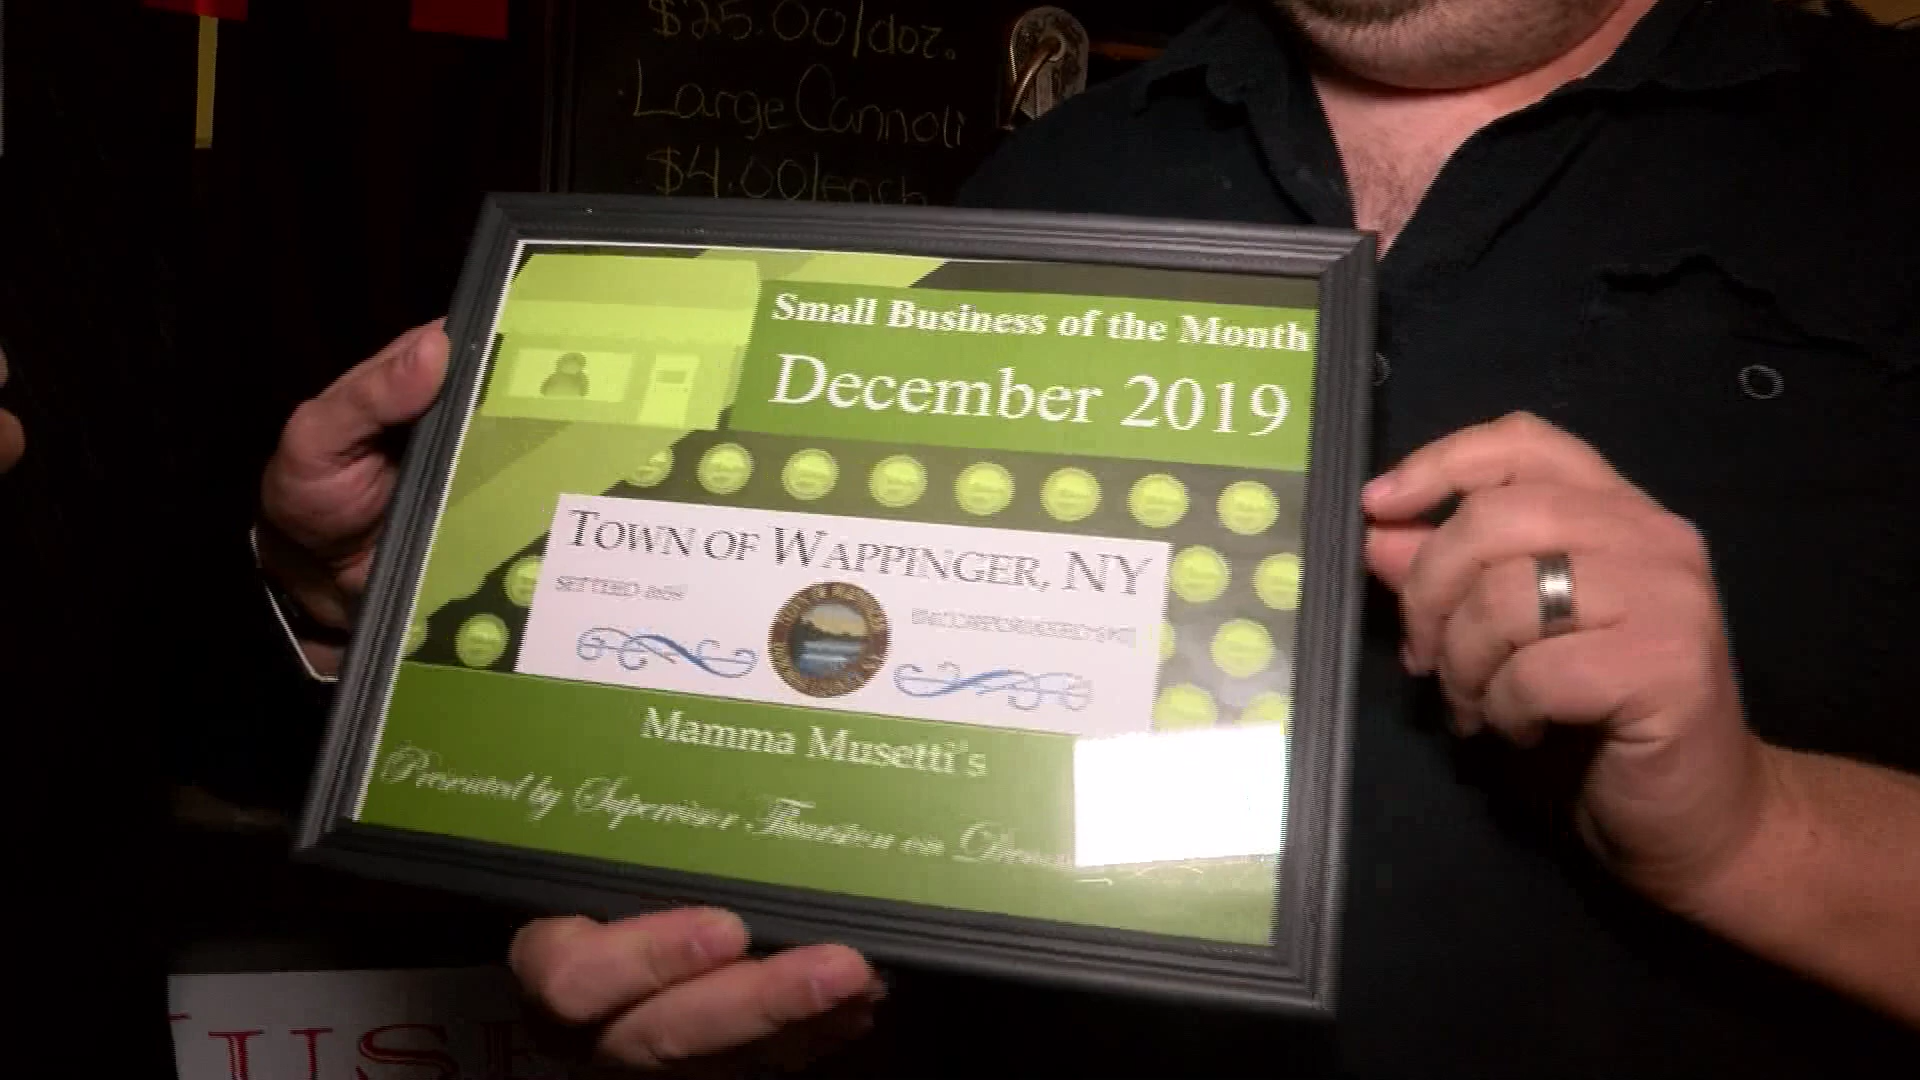 $25.00/doz.
Large Cannoli
$4.00/each
Small Business of the Month
December 2019
TOWN OF WAPPINGER, NY
Mamma Musetti's
Presented by Supervisor Thurston on